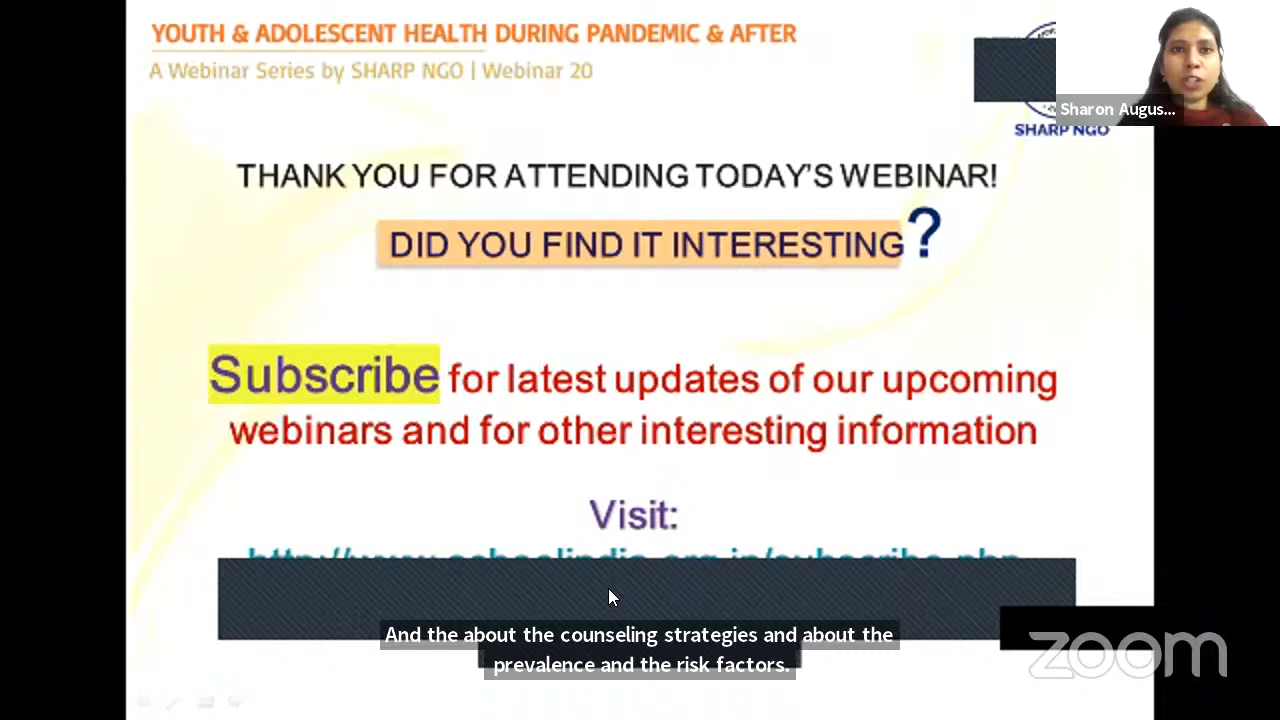 YOUTH & ADOLESCENT HEALTH DURING PANDEMIC & AFTER
A Webinar Series by SHARP NGO | Webinar 20
Sharon Augus...
SHARP NGO
THANK YOU FOR ATTENDING TODAY'S WEBINAR!
DID YOU FIND IT INTERESTING?
Subscribe for latest updates of our upcoming
webinars and for other interesting information
Visit:
And the about the counseling strategies and about the
prevalence and the risk factors.
zoom